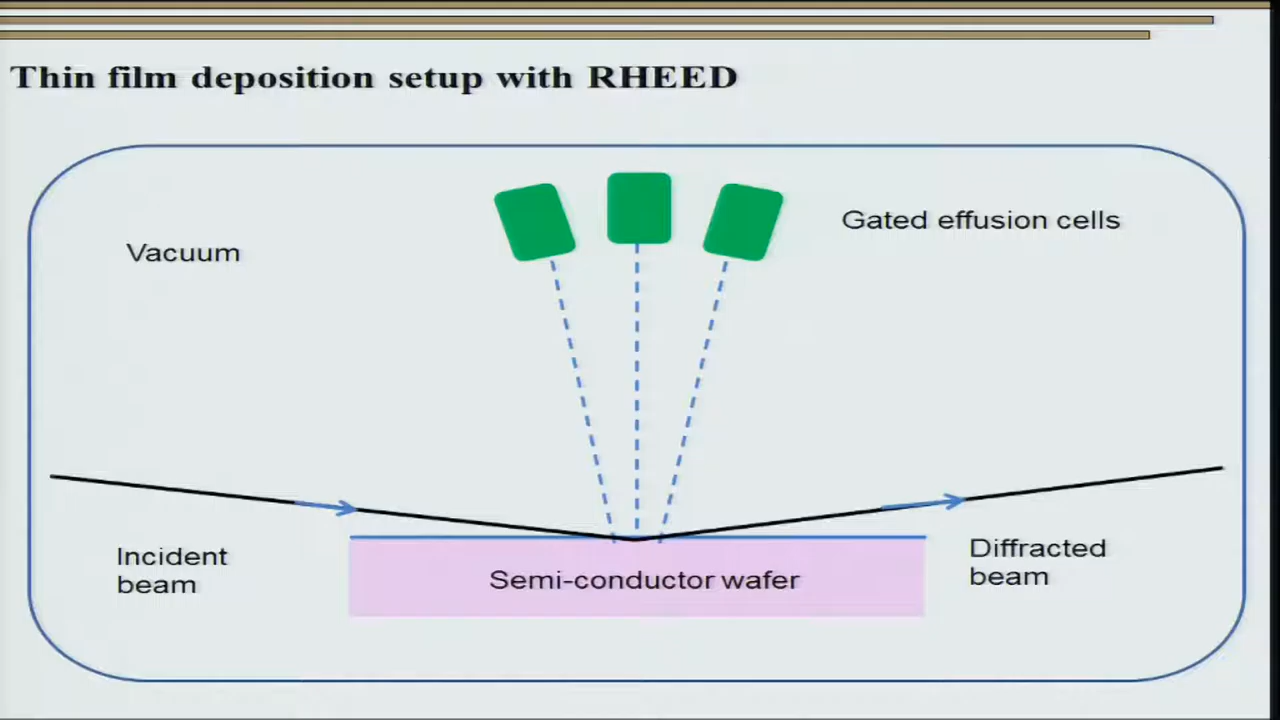 Thin film deposition setup with RHEED
Vacuum
Gated effusion cells
Incident
beam
Semi-conductor wafer
Diffracted
beam